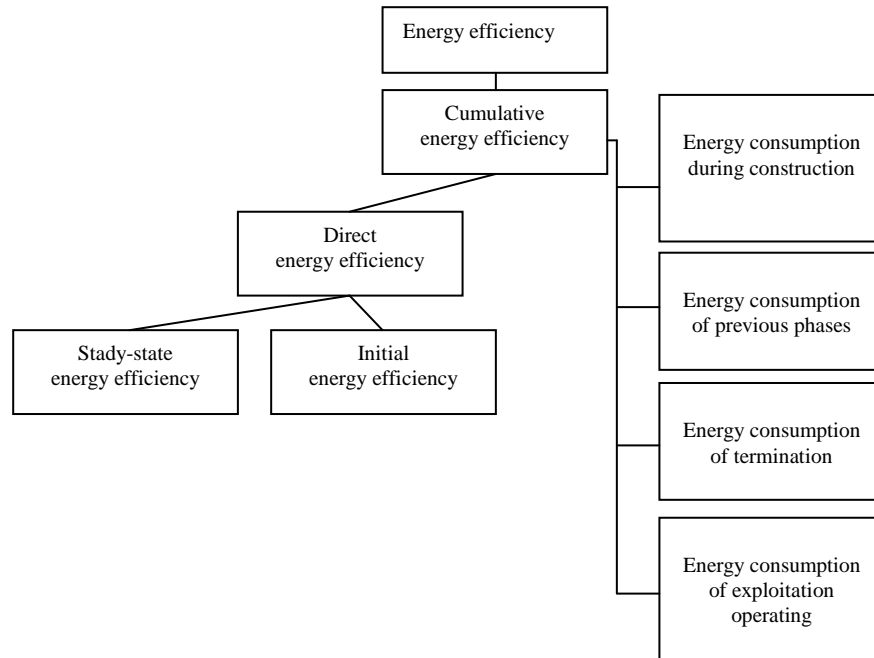 Energy efficiency
Cumulative
energy efficiency
Energy consumption
during construction
Direct
energy efficiency
Energy consumption
of previous phases
Stady-state
energy efficiency
Initial
energy efficiency
Energy consumption
of termination
Energy consumption
of exploitation
operating